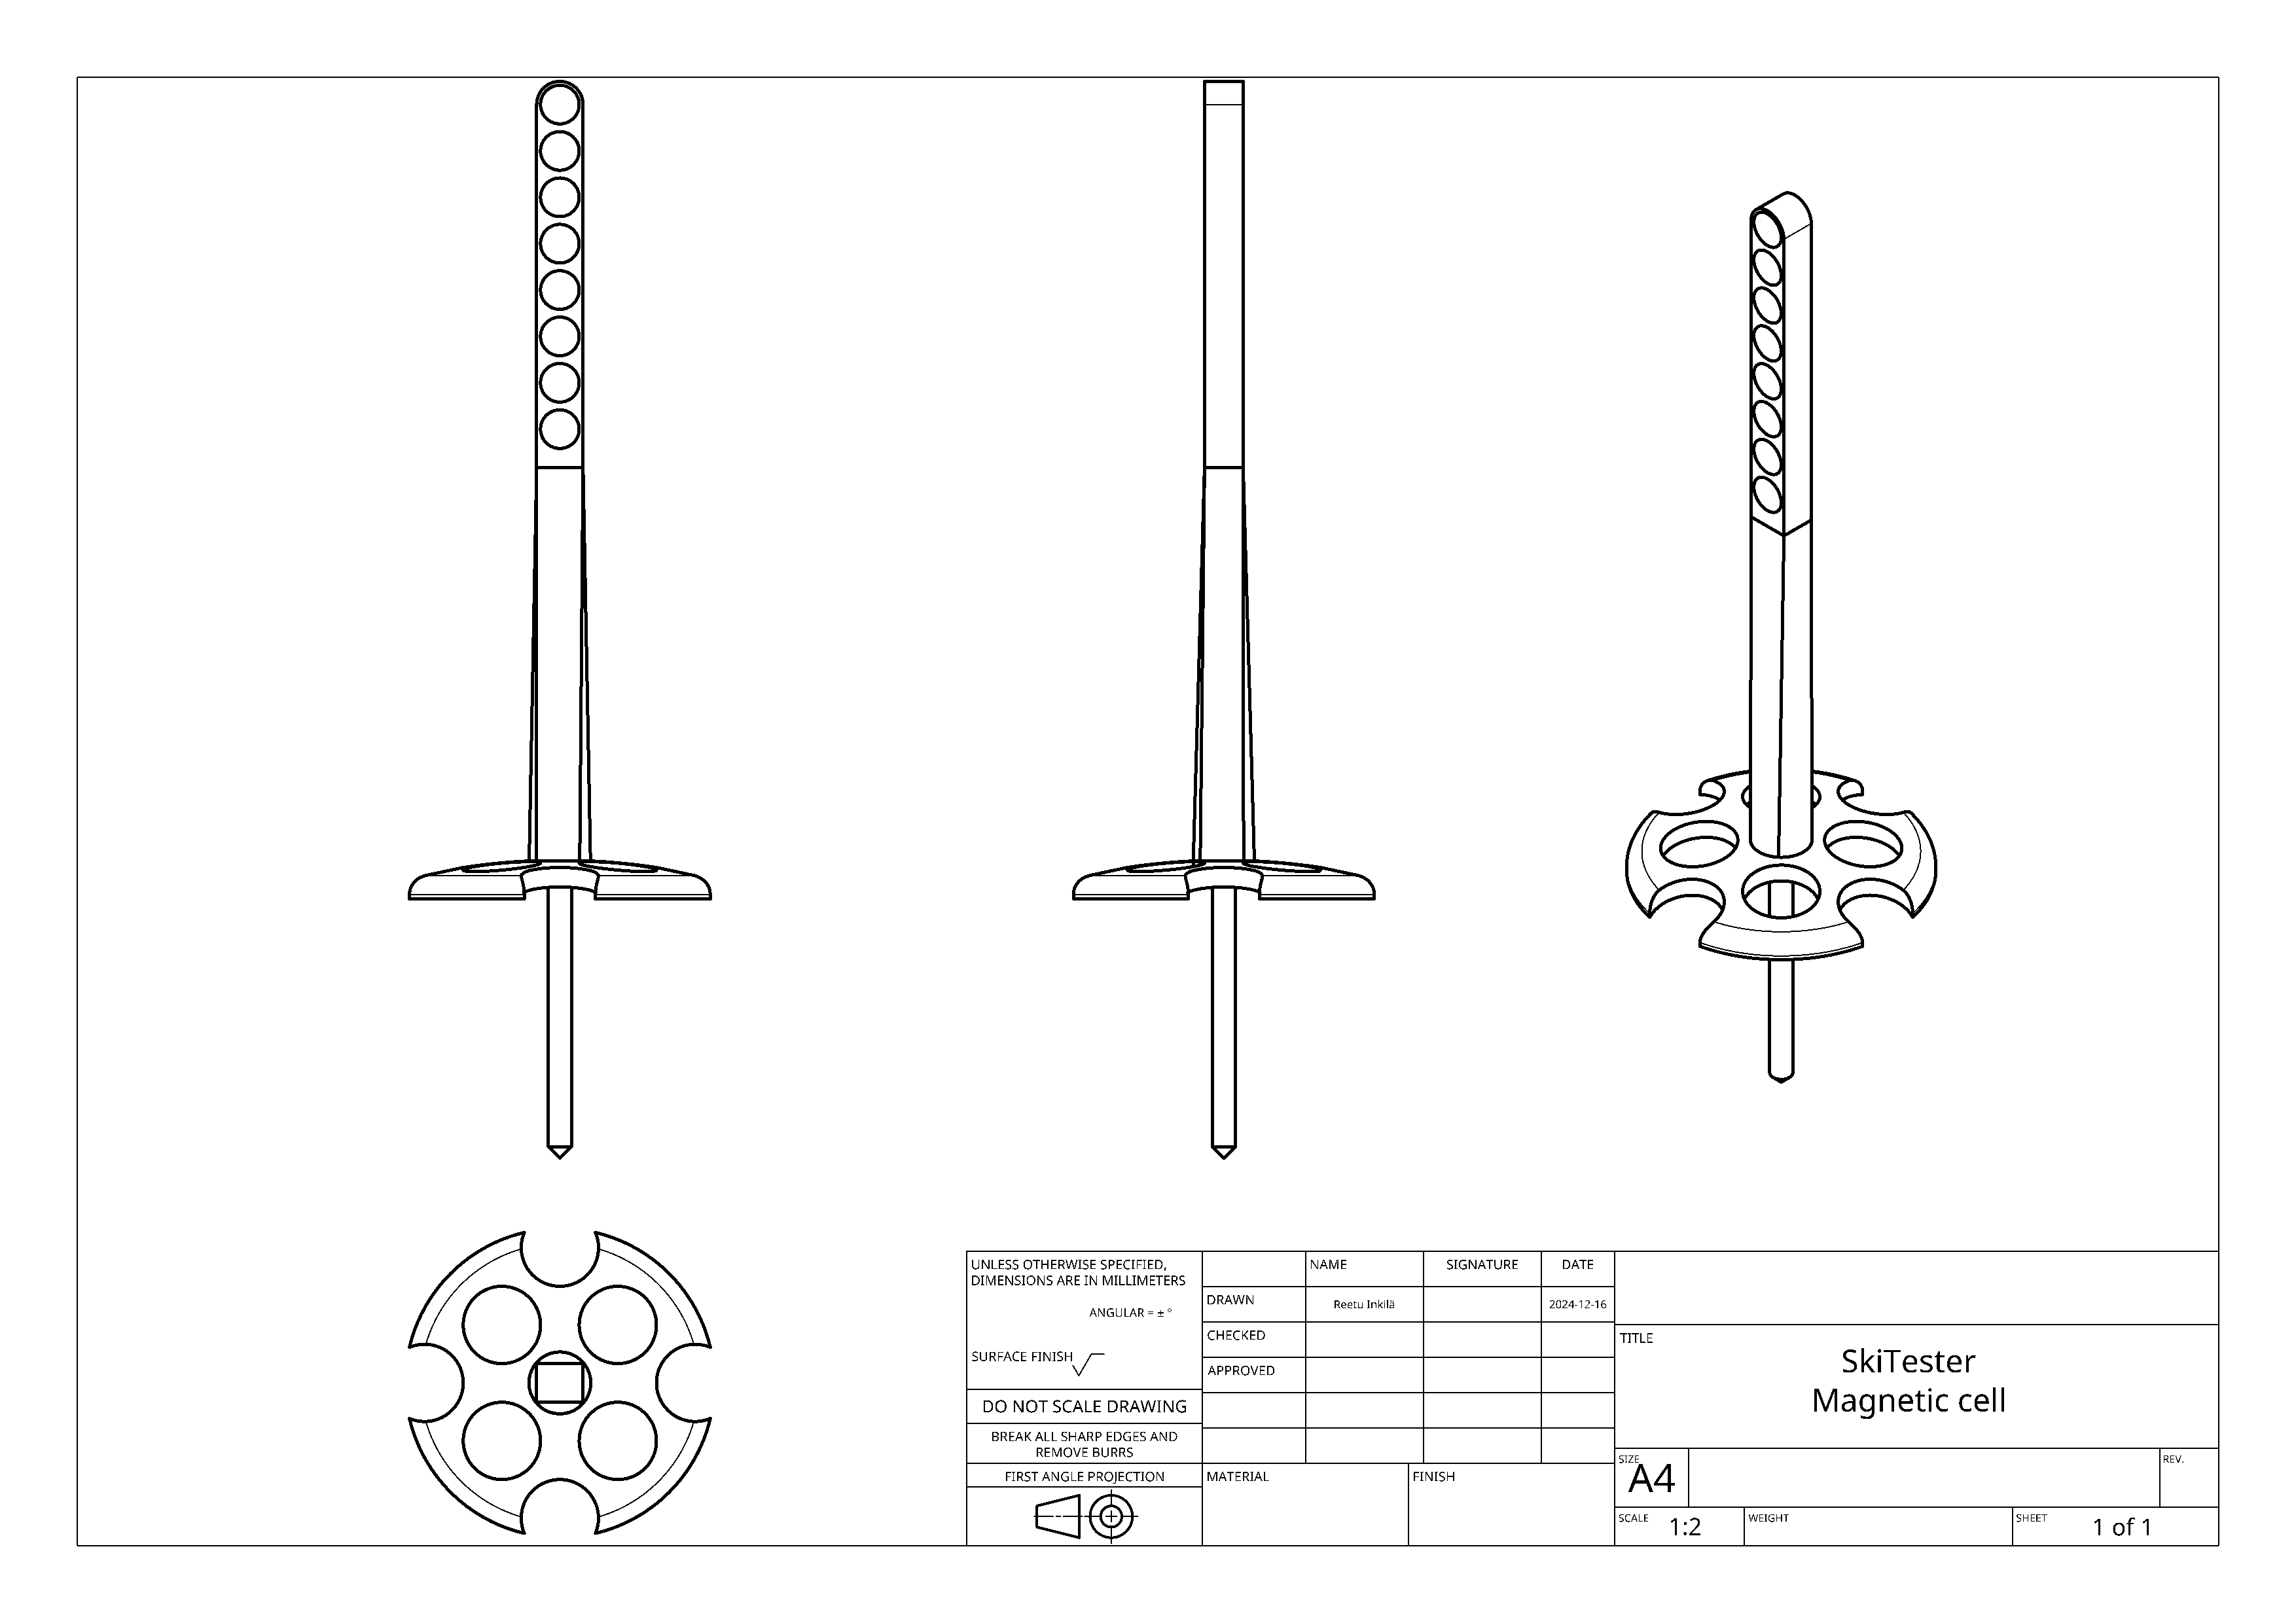 UNLESS OTHERWISE SPECIFIED,
DIMENSIONS ARE IN MILLIMETERS
ANGULAR = ± °
SURFACE FINISH
DO NOT SCALE DRAWING
BREAK ALL SHARP EDGES AND
REMOVE BURRS
FIRST ANGLE PROJECTION
NAME SIGNATURE DATE
DRAWN Reetu Inkilä 2024-12-16
CHECKED
APPROVED
MATERIAL FINISH
TITLE
SkiTester
Magnetic cell
SIZE
A4
REV.
SCALE 1:2 WEIGHT SHEET 1 of 1